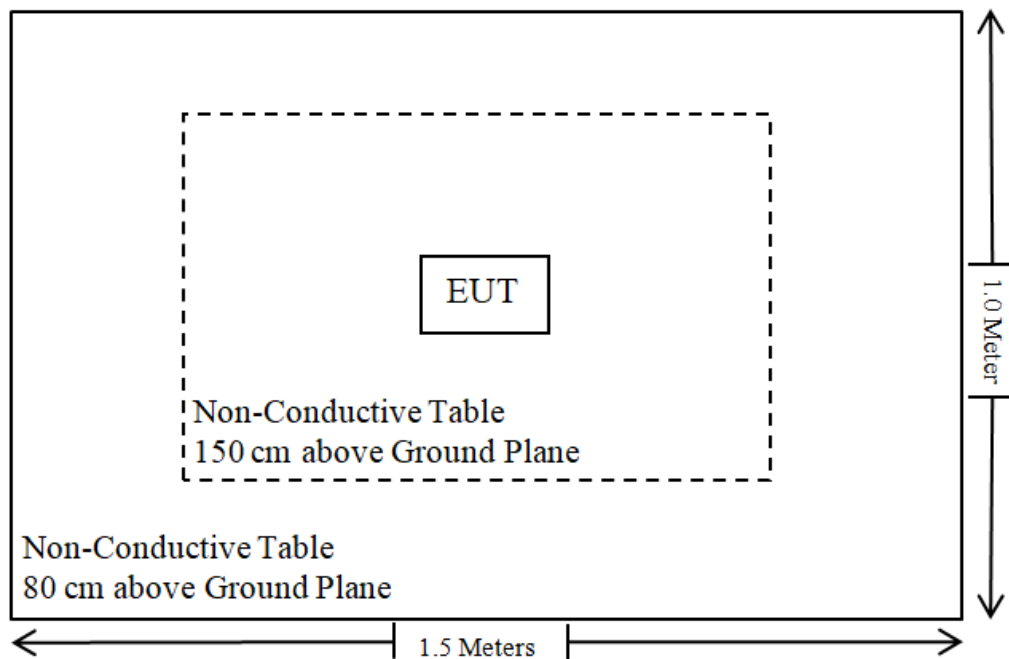 EUT
Non-Conductive Table
150 cm above Ground Plane
Non-Conductive Table
80 cm above Ground Plane
1.0 Meter
1.5 Meters